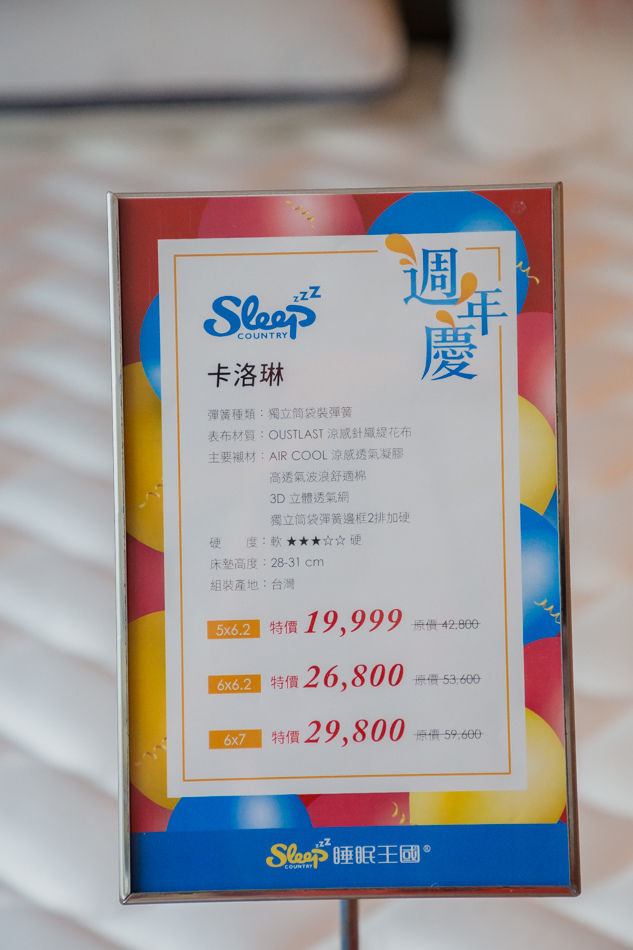 Sleep zzz
COUNTRY
週年慶
卡洛琳
彈簧種類：獨立筒袋裝彈簧
表布材質：OUSTLAST 涼感針織緹花布
主要襯材：AIR COOL 涼感透氣凝膠
高透氣波浪舒適棉
3D 立體透氣網
獨立筒袋彈簧邊框2排加硬
硬　　度：軟 ★★★☆☆ 硬
床墊高度：28-31 cm
組裝產地：台灣
5x6.2 特價 19,999 原價 42,800
6x6.2 特價 26,800 原價 53,600
6x7 特價 29,800 原價 59,600
Sleep zzz COUNTRY 睡眠王國®